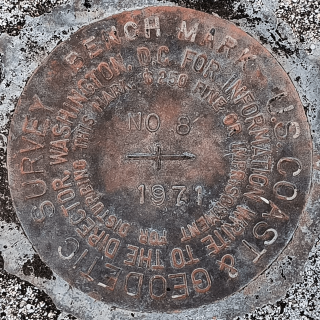 U.S. COAST & GEODETIC SURVEY BENCH MARK
FOR INFORMATION WRITE TO THE DIRECTOR, WASHINGTON, D.C.
$250 FINE OR IMPRISONMENT FOR DISTURBING THIS MARK.
NO 8
1971